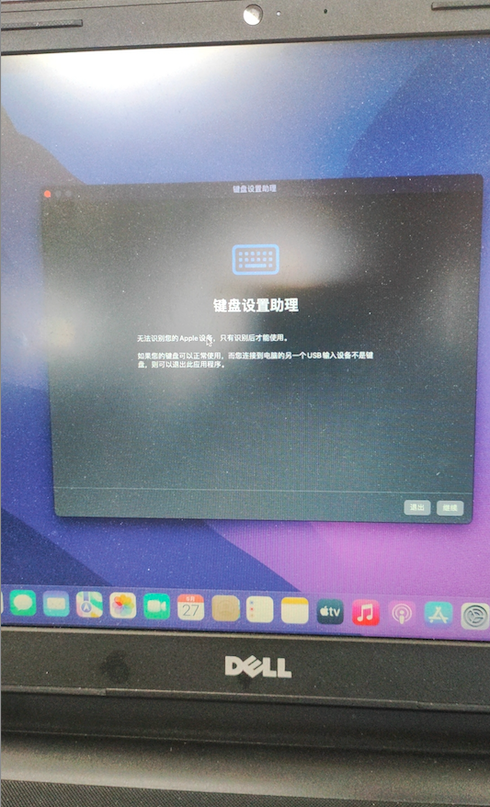 键盘设置助理
键盘设置助理
无法识别您的 Apple 设备，只有识别后才能使用。
如果您的键盘可以正常使用，而您连接到电脑的另一个 USB 输入设备不是键
盘，则可以退出此应用程序。
退出 继续
27
tv
DELL